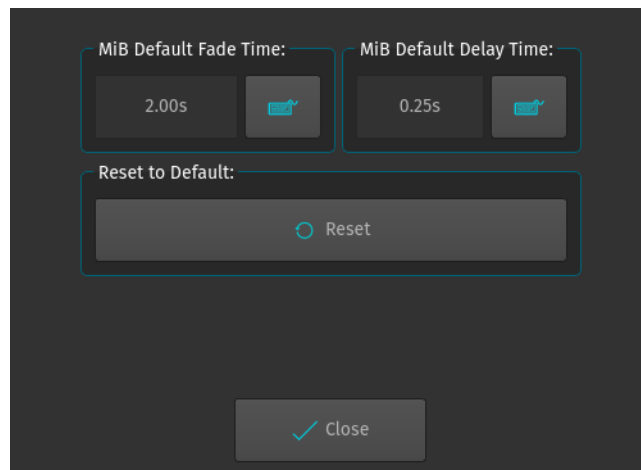 MiB Default Fade Time:
MiB Default Delay Time:
2.00s
0.25s
Reset to Default:
Reset
Close